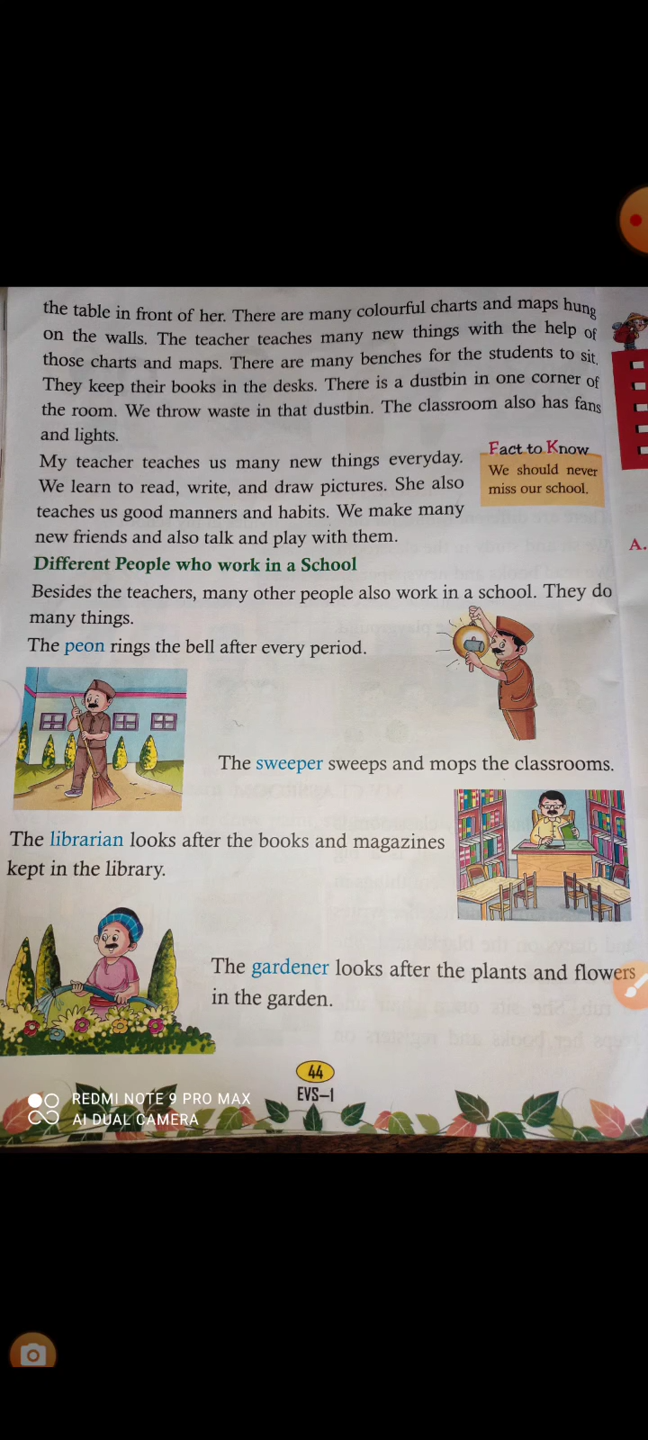 the table in front of her. There are many colourful charts and maps hung
on the walls. The teacher teaches many new things with the help of
those charts and maps. There are many benches for the students to sit.
They keep their books in the desks. There is a dustbin in one corner of
the room. We throw waste in that dustbin. The classroom also has fans
and lights.
My teacher teaches us many new things everyday.
We learn to read, write, and draw pictures. She also
teaches us good manners and habits. We make many
new friends and also talk and play with them.
Fact to Know
We should never
miss our school.
A.
Different People who work in a School
Besides the teachers, many other people also work in a school. They do
many things.
The peon rings the bell after every period.
The sweeper sweeps and mops the classrooms.
The librarian looks after the books and magazines
kept in the library.
The gardener looks after the plants and flowers
in the garden.
44
EVS–1
REDMI NOTE 9 PRO MAX
AI DUAL CAMERA